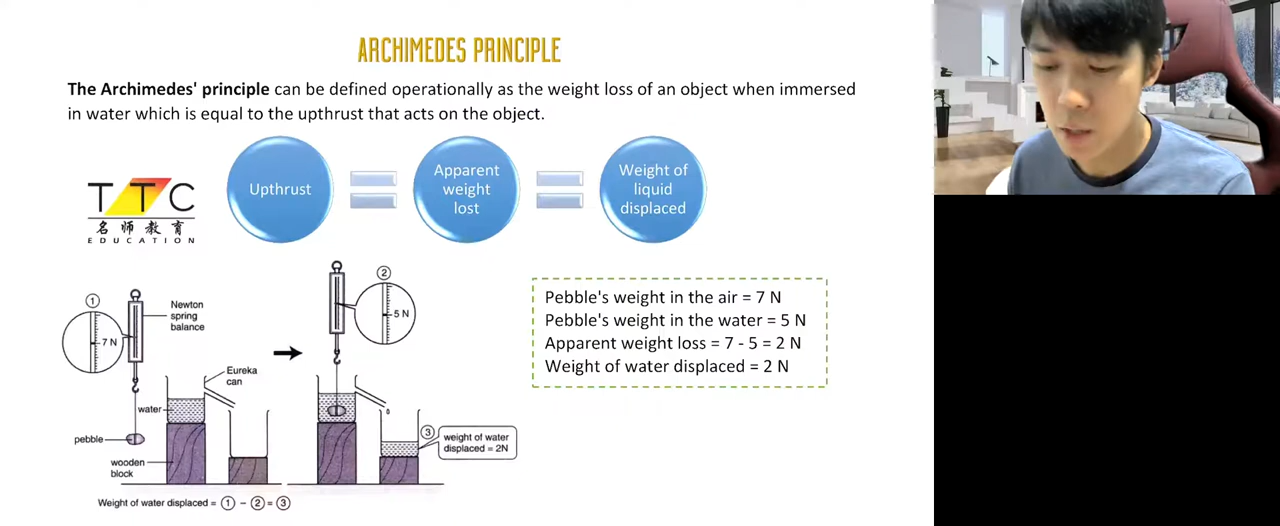 ARCHIMEDES PRINCIPLE
The Archimedes' principle can be defined operationally as the weight loss of an object when immersed
in water which is equal to the upthrust that acts on the object.
TTC
名师教育
EDUCATION
Upthrust
Apparent
weight
lost
Weight of
liquid
displaced
1
7 N
Newton
spring
balance
2
5 N
Eureka
can
water
pebble
wooden
block
3
weight of water
displaced = 2N
Weight of water displaced = ① − ② = ③
Pebble's weight in the air = 7 N
Pebble's weight in the water = 5 N
Apparent weight loss = 7 - 5 = 2 N
Weight of water displaced = 2 N